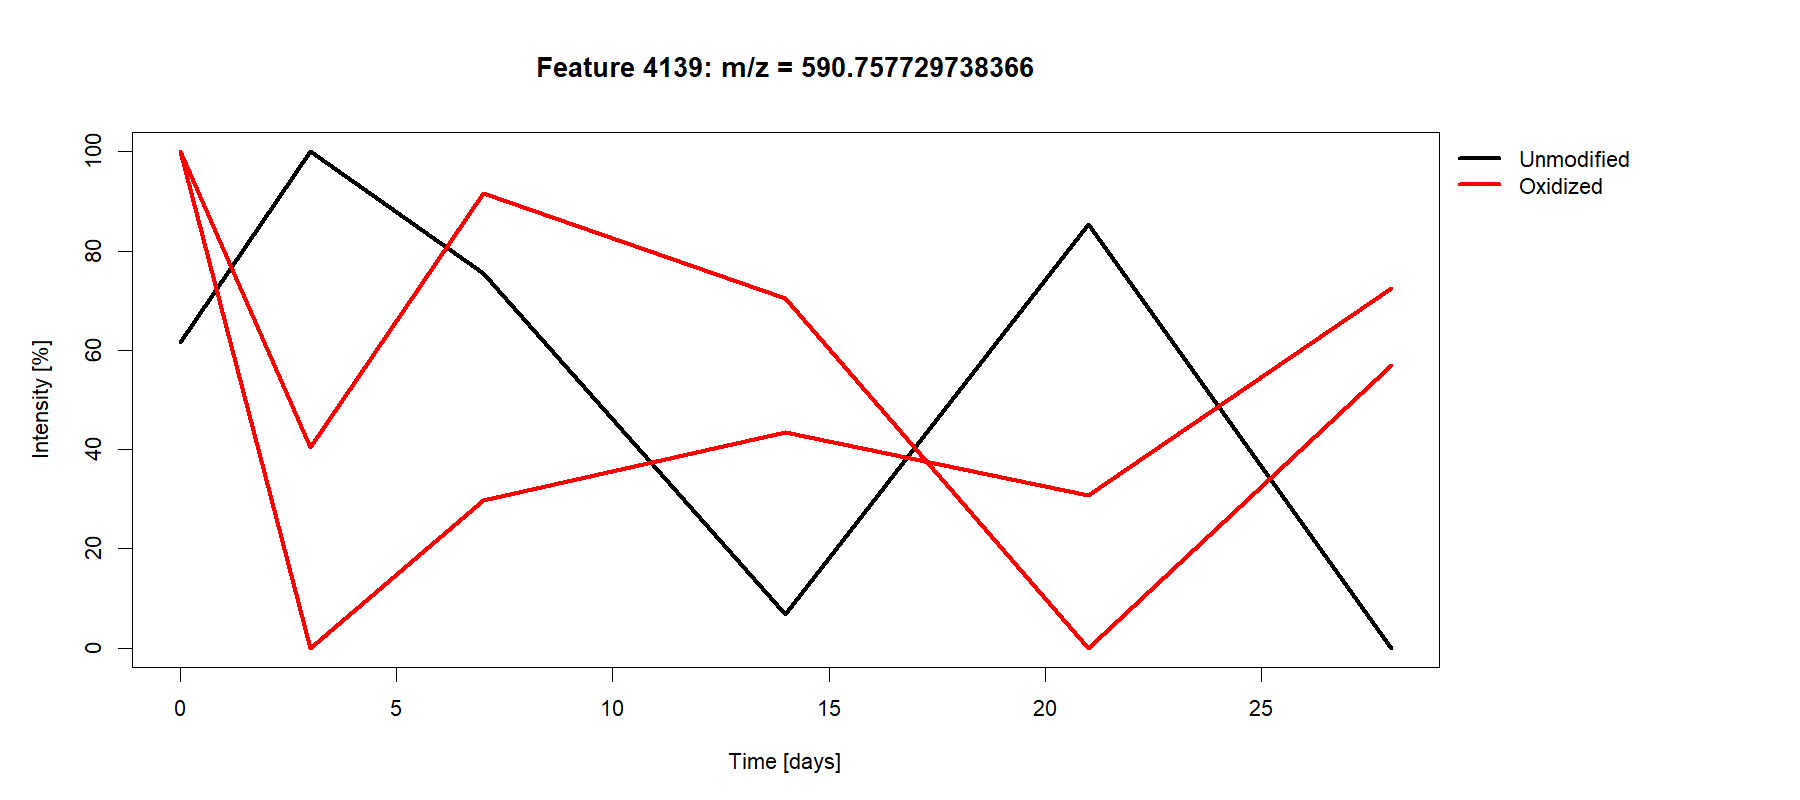 Feature 4139: m/z = 590.757729738366
Unmodified
Oxidized
Intensity [%]
100
80
60
40
20
0
0 5 10 15 20 25
Time [days]